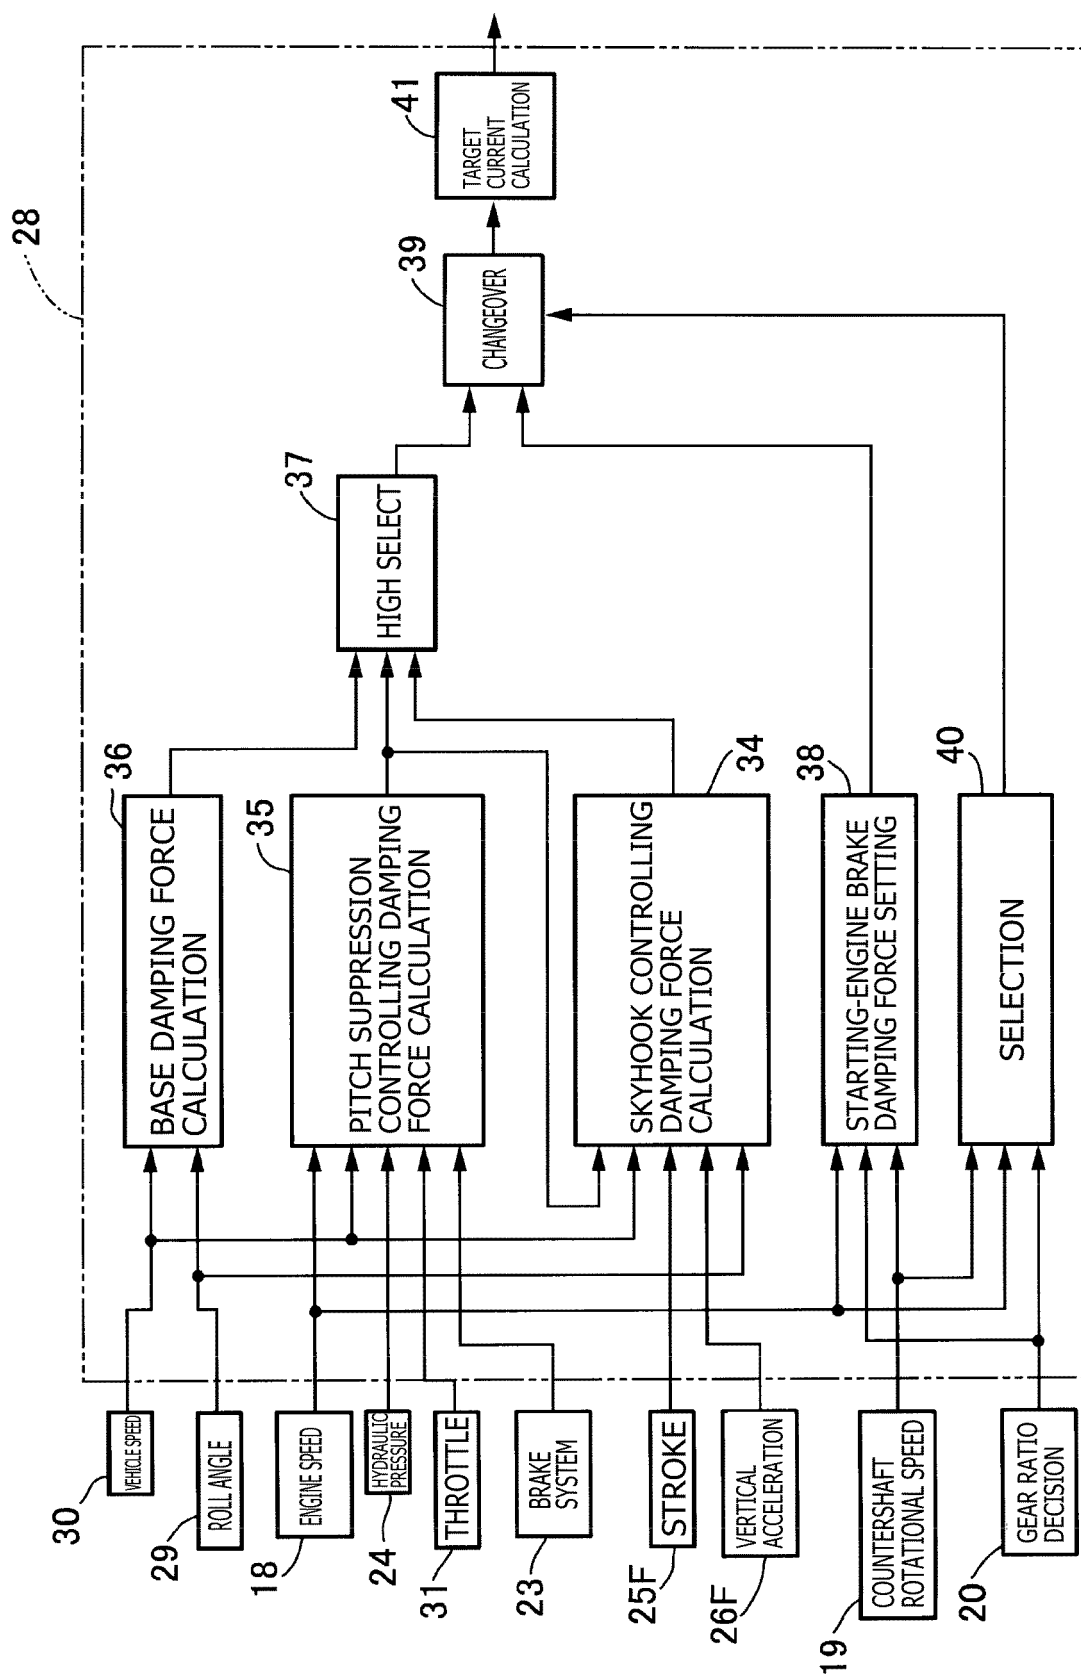 28
30
VEHICLE SPEED
29
ROLL ANGLE
18
ENGINE SPEED
24
HYDRAULIC
PRESSURE
31
THROTTLE
23
BRAKE
SYSTEM
25F
STROKE
26F
VERTICAL
ACCELERATION
19
COUNTERSHAFT
ROTATIONAL SPEED
20
GEAR RATIO
DECISION
36
BASE DAMPING FORCE
CALCULATION
35
PITCH SUPPRESSION
CONTROLLING DAMPING
FORCE CALCULATION
34
SKYHOOK CONTROLLING
DAMPING FORCE
CALCULATION
38
STARTING-ENGINE BRAKE
DAMPING FORCE SETTING
40
SELECTION
37
HIGH SELECT
39
CHANGEOVER
41
TARGET
CURRENT
CALCULATION